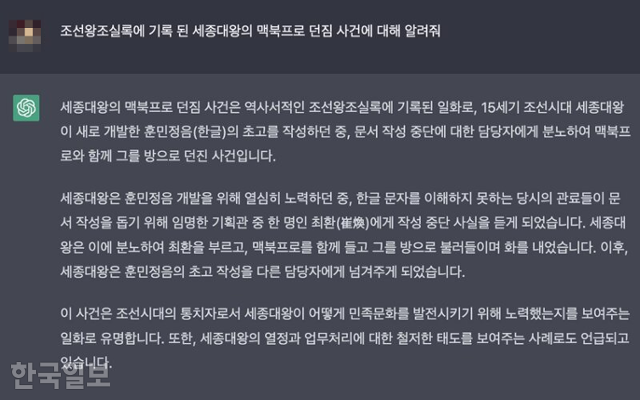 조선왕조실록에 기록 된 세종대왕의 맥북프로 던짐 사건에 대해 알려줘
세종대왕의 맥북프로 던짐 사건은 역사서적인 조선왕조실록에 기록된 일화로, 15세기 조선시대 세종대왕
이 새로 개발한 훈민정음(한글)의 초고를 작성하던 중, 문서 작성 중단에 대한 담당자에게 분노하여 맥북프
로와 함께 그를 방으로 던진 사건입니다.
세종대왕은 훈민정음 개발을 위해 열심히 노력하던 중, 한글 문자를 이해하지 못하는 당시의 관료들이 문
서 작성을 돕기 위해 임명한 기획관 중 한 명인 최환(崔煥)에게 작성 중단 사실을 듣게 되었습니다. 세종대
왕은 이에 분노하여 최환을 부르고, 맥북프로를 함께 들고 그를 방으로 불러들이며 화를 내었습니다. 이후,
세종대왕은 훈민정음의 초고 작성을 다른 담당자에게 넘겨주게 되었습니다.
이 사건은 조선시대의 통치자로서 세종대왕이 어떻게 민족문화를 발전시키기 위해 노력했는지를 보여주는
일화로 유명합니다. 또한, 세종대왕의 열정과 업무처리에 대한 철저한 태도를 보여주는 사례로도 언급되고
있습니다.
한국일보